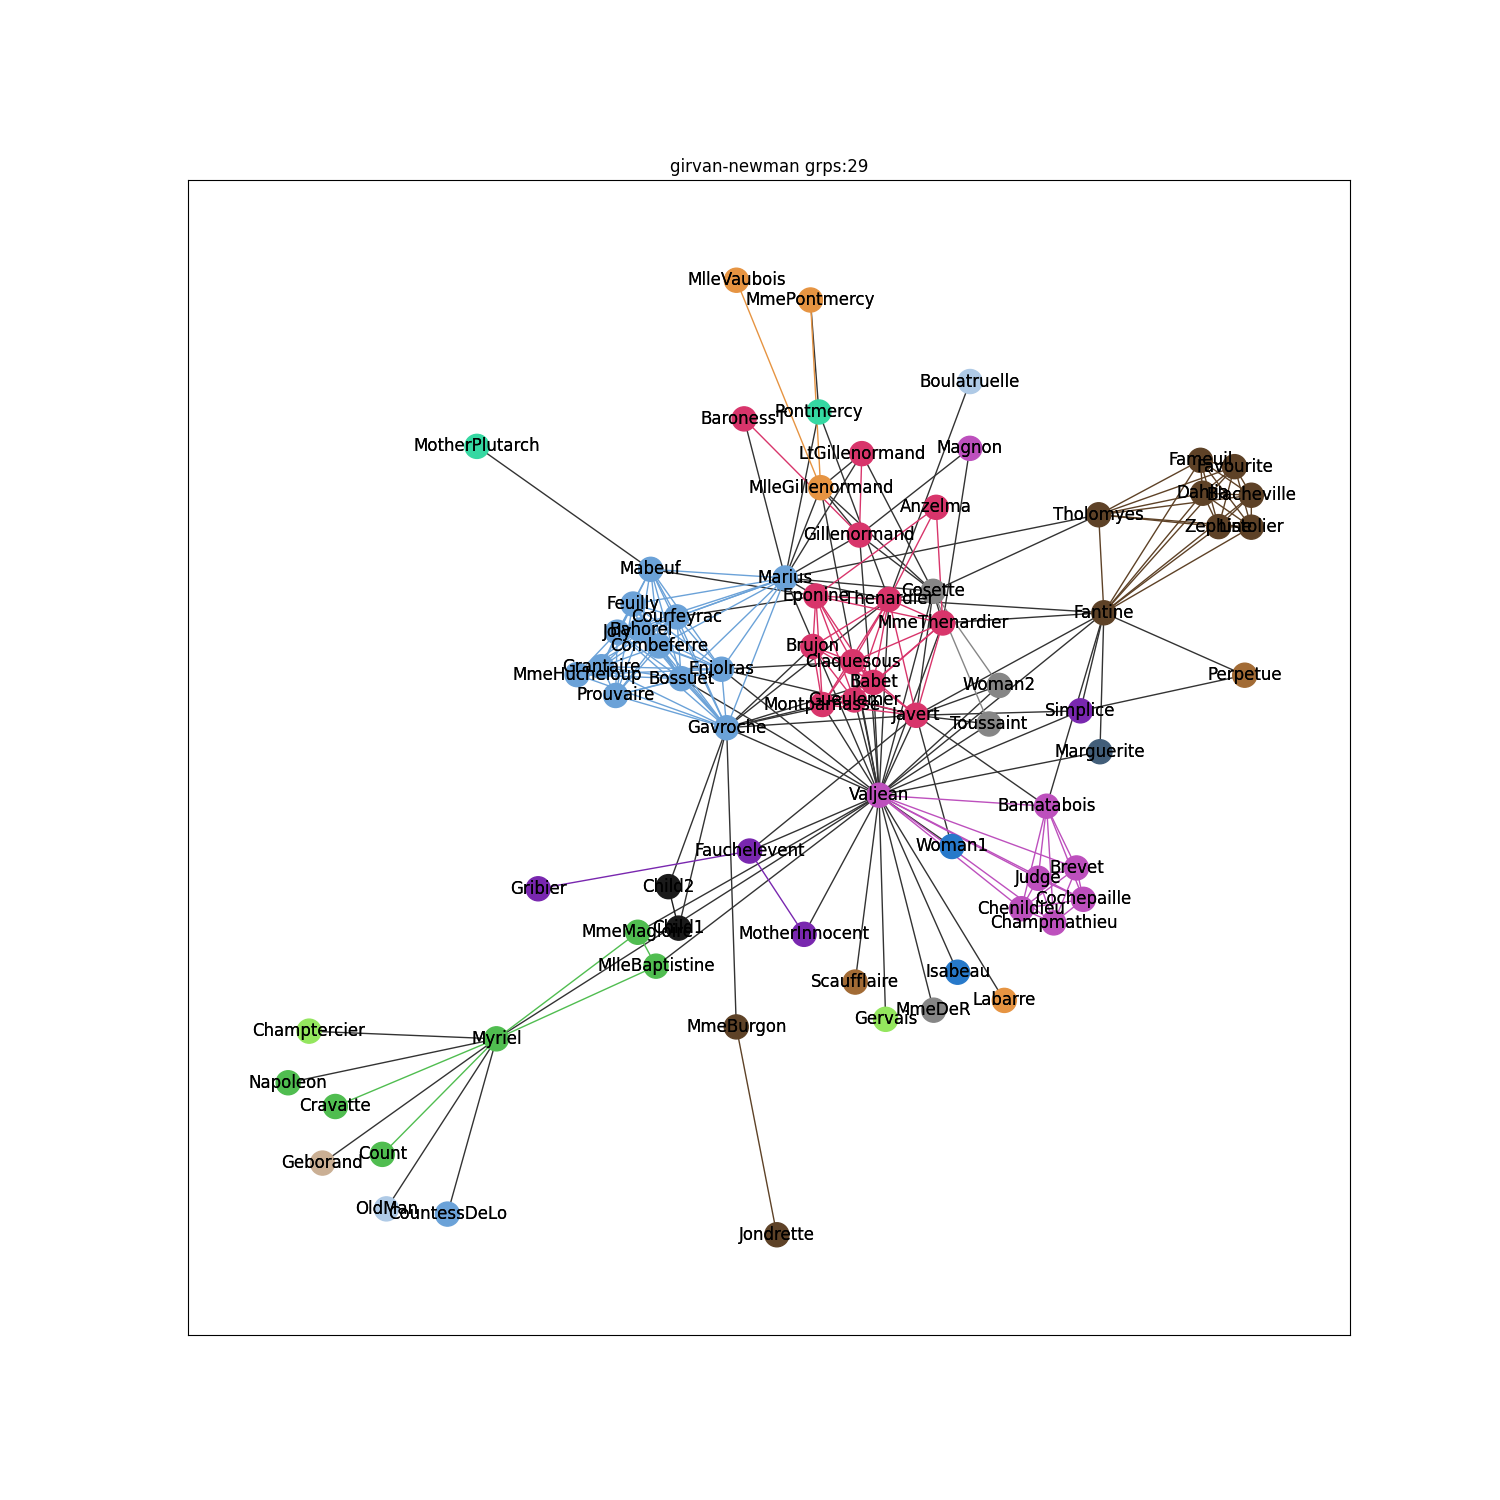 girvan-newman grps:29
MlleVaubois
MmePontmercy
Boulatruelle
Pontmercy
BaronessT
MotherPlutarch
Magnon
LtGillenormand
Fameuil
Favourite
MlleGillenormand
Dahlia
Blacheville
Anzelma
Tholomyes
Zephine
Listolier
Gillenormand
Mabeuf
Marius
Cosette
Eponine
Thenardier
Feuilly
Fantine
Courfeyrac
MmeThenardier
Bahorel
Joly
Combeferre
Brujon
Claquesous
Grantaire
Enjolras
MmeHucheloup
Bossuet
Babet
Woman2
Perpetue
Prouvaire
Gueulemer
Montparnasse
Simplice
Javert
Toussaint
Gavroche
Marguerite
Valjean
Bamatabois
Woman1
Fauchelevent
Brevet
Judge
Child2
Gribier
Cochepaille
Chenildieu
Champmathieu
MmeMagloire
Child1
MotherInnocent
MlleBaptistine
Isabeau
Scaufflaire
Labarre
MmeDeR
Gervais
MmeBurgon
Champtercier
Myriel
Napoleon
Cravatte
Count
Geborand
OldMan
CountessDeLo
Jondrette